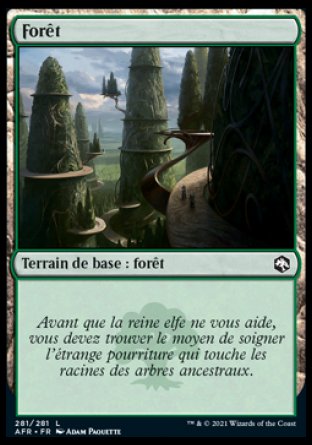 Forêt
Terrain de base : forêt
Avant que la reine elfe ne vous aide,
vous devez trouver le moyen de soigner
l'étrange pourriture qui touche les
racines des arbres ancestraux.
281/281 L
AFR • FR Adam Paquette
™ & © 2021 Wizards of the Coast